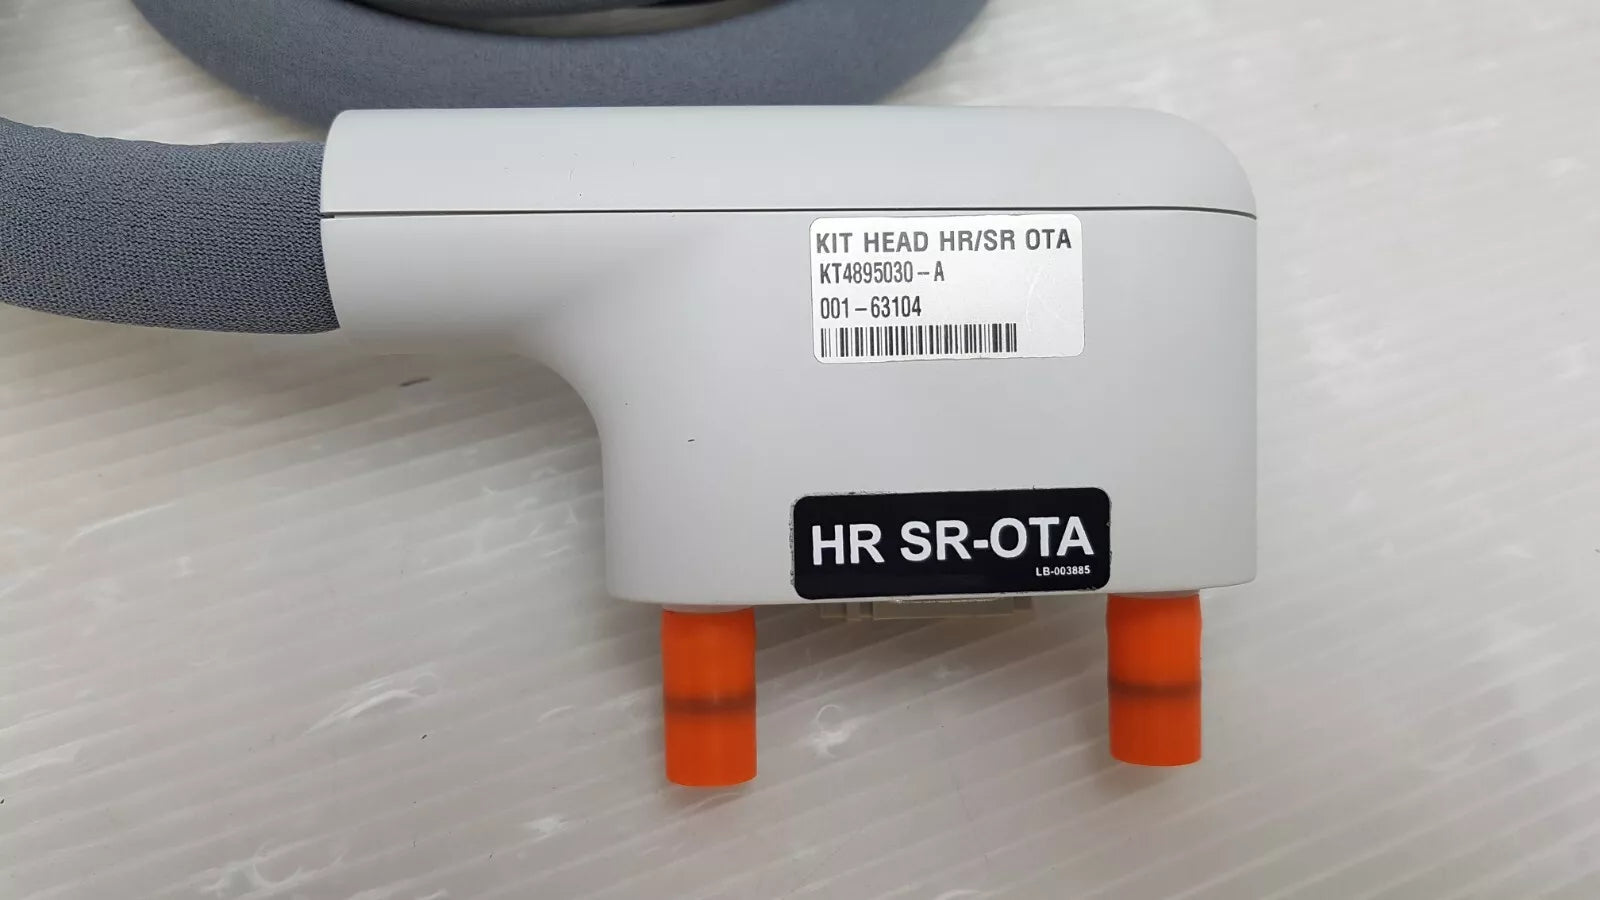 KIT HEAD HR/SR OTA
KT4895030-A
001-63104
HR SR-OTA
LB-003885